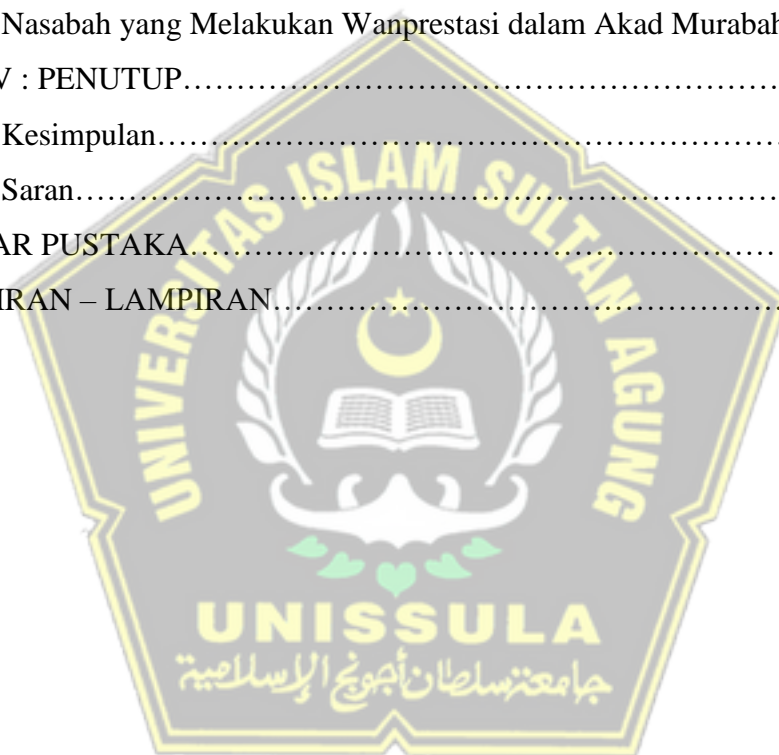 Nasabah yang Melakukan Wanprestasi dalam Akad Murabah
V : PENUTUP…………………………………………………………
Kesimpulan…………………………………………………………
Saran…………………………………………………………………
AR PUSTAKA………………………………………………………
IRAN – LAMPIRAN…………………………………………………
UNIVERSITAS ISLAM SULTAN AGUNG
UNISSULA
جامعة سلطان أجونج الإسلامية